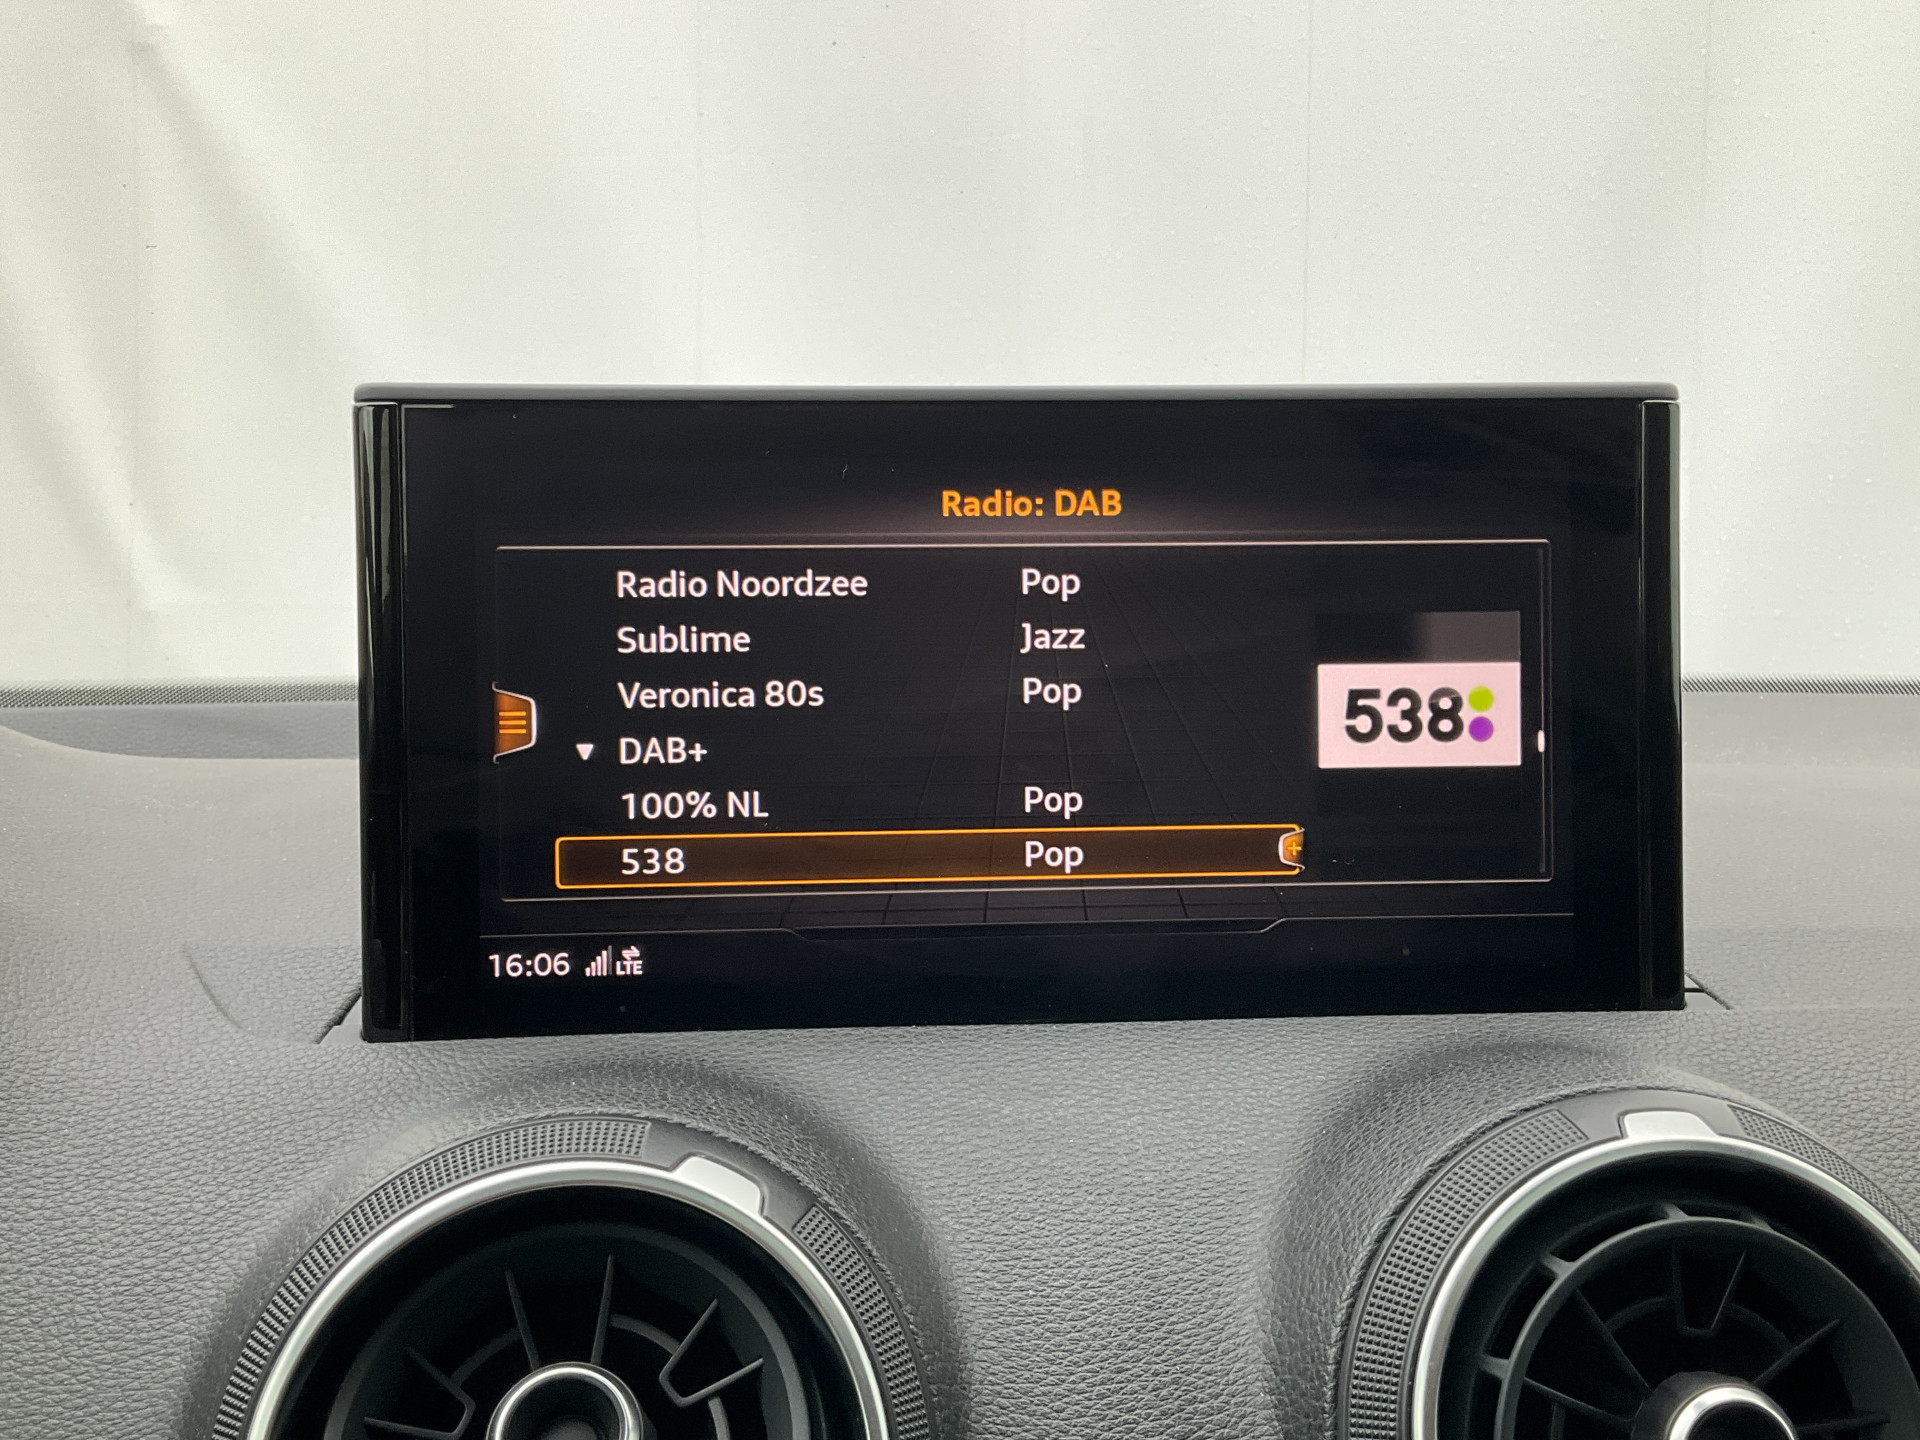 Radio: DAB
Radio Noordzee Pop
Sublime Jazz
Veronica 80s Pop
DAB+
100% NL Pop
538 Pop
538
16:06 LTE